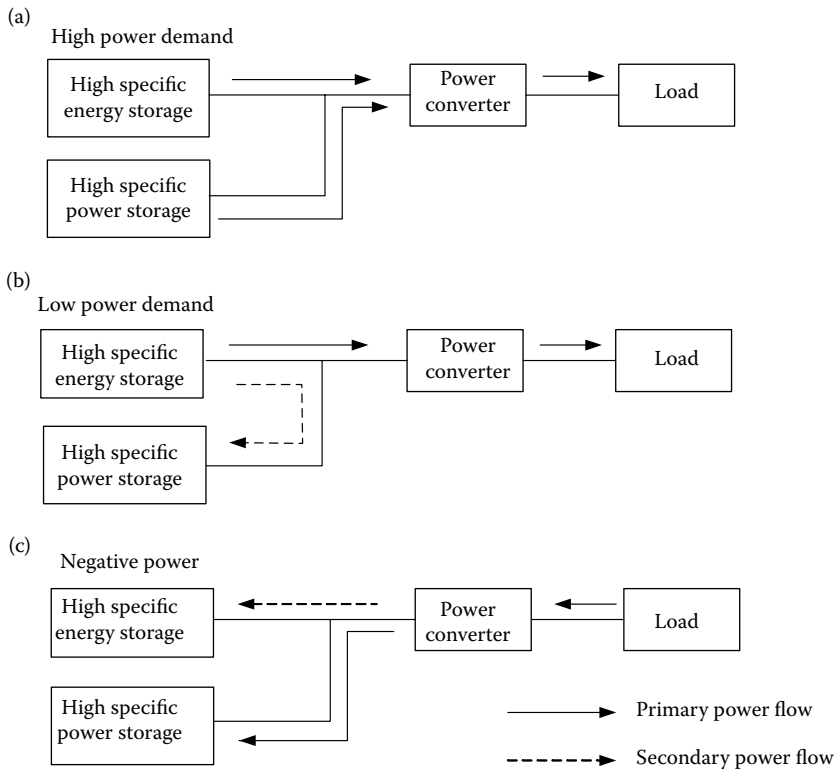 (a)
High power demand
High specific
energy storage
Power
converter
Load
High specific
power storage
(b)
Low power demand
High specific
energy storage
Power
converter
Load
High specific
power storage
(c)
Negative power
High specific
energy storage
Power
converter
Load
High specific
power storage
Primary power flow
Secondary power flow